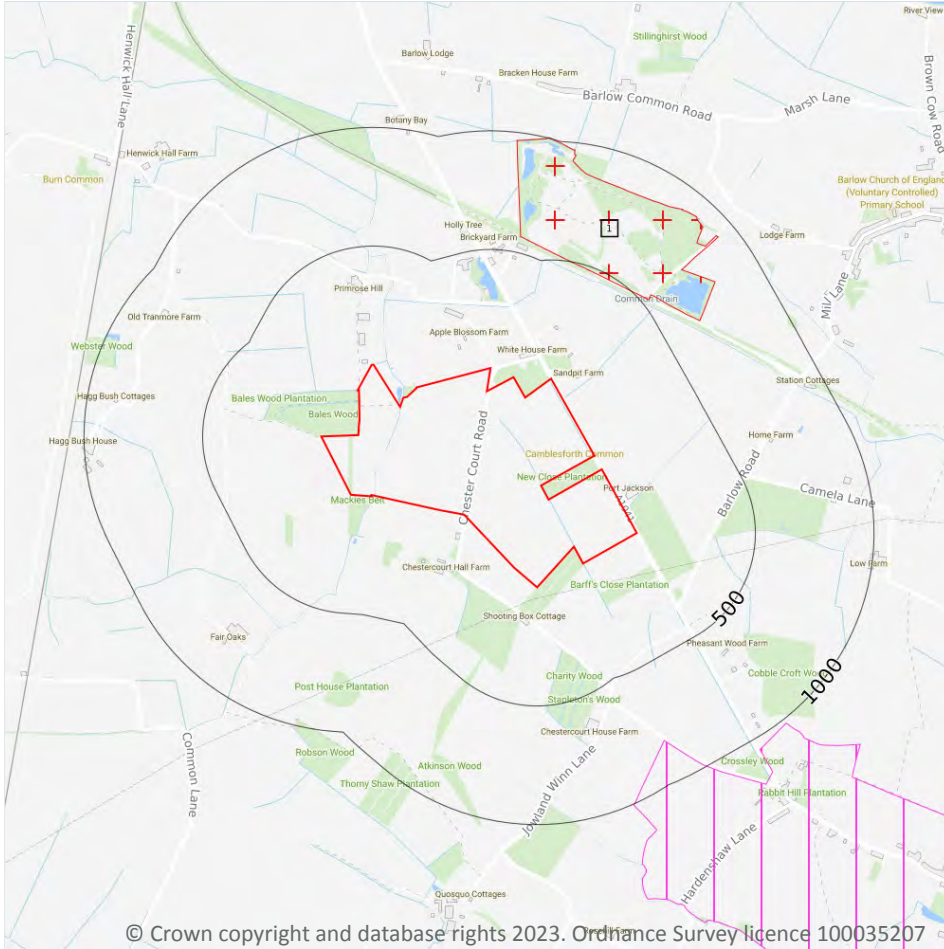 River View
Stillinghirst Wood
Henwick Hall Lane
Barlow Lodge
Bracken House Farm
Brown Cow Road
Barlow Common Road
Marsh Lane
Botany Bay
Henwick Hall Farm
Burn Common
Barlow Church of England
(Voluntary Controlled)
Primary School
Holly Tree
Brickyard Farm
1
Lodge Farm
Primrose Hill
Common Drain
Mill Lane
Old Tranmore Farm
Apple Blossom Farm
Webster Wood
White House Farm
Sandpit Farm
Station Cottages
Hagg Bush Cottages
Bales Wood Plantation
Bales Wood
Hagg Bush House
Chester Court Road
Home Farm
Camblesforth Common
New Close Plantation
Port Jackson
A1041
Barlow Road
Camela Lane
Mackies Belt
Chestercourt Hall Farm
Low Farm
Barff's Close Plantation
500
Shooting Box Cottage
Fair Oaks
Pheasant Wood Farm
Cobble Croft Wood
1000
Charity Wood
Post House Plantation
Stapleton's Wood
Chestercourt House Farm
Common Lane
Robson Wood
Atkinson Wood
Crossley Wood
Thorny Shaw Plantation
Jowland Winn Lane
Rabbit Hill Plantation
Hardenshaw Lane
Quosquo Cottages
Rosehill Farm
© Crown copyright and database rights 2023. Ordnance Survey licence 100035207